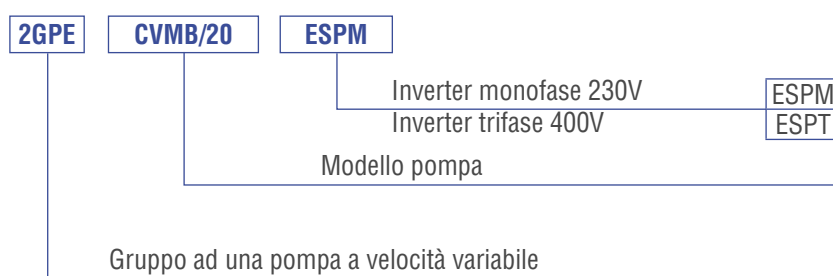 2GPE CVMB/20 ESPM
Inverter monofase 230V ESPM
Inverter trifase 400V ESPT
Modello pompa
Gruppo ad una pompa a velocità variabile